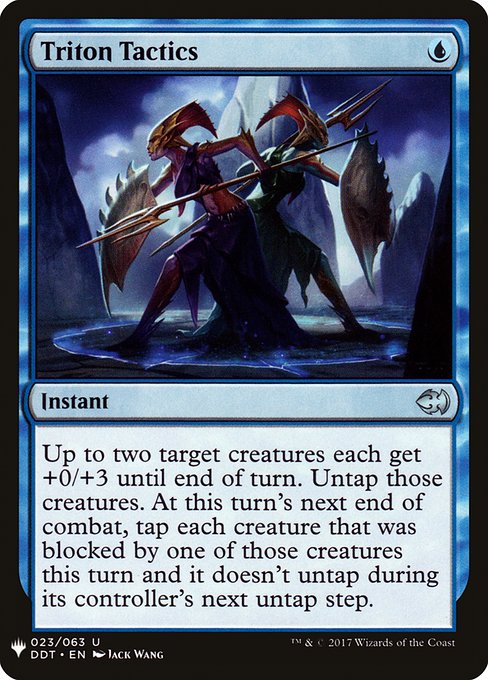 Triton Tactics
Instant
Up to two target creatures each get
+0/+3 until end of turn. Untap those
creatures. At this turn's next end of
combat, tap each creature that was
blocked by one of those creatures
this turn and it doesn't untap during
its controller's next untap step.
023/063 U
DDT • EN Jack Wang
™ & © 2017 Wizards of the Coast